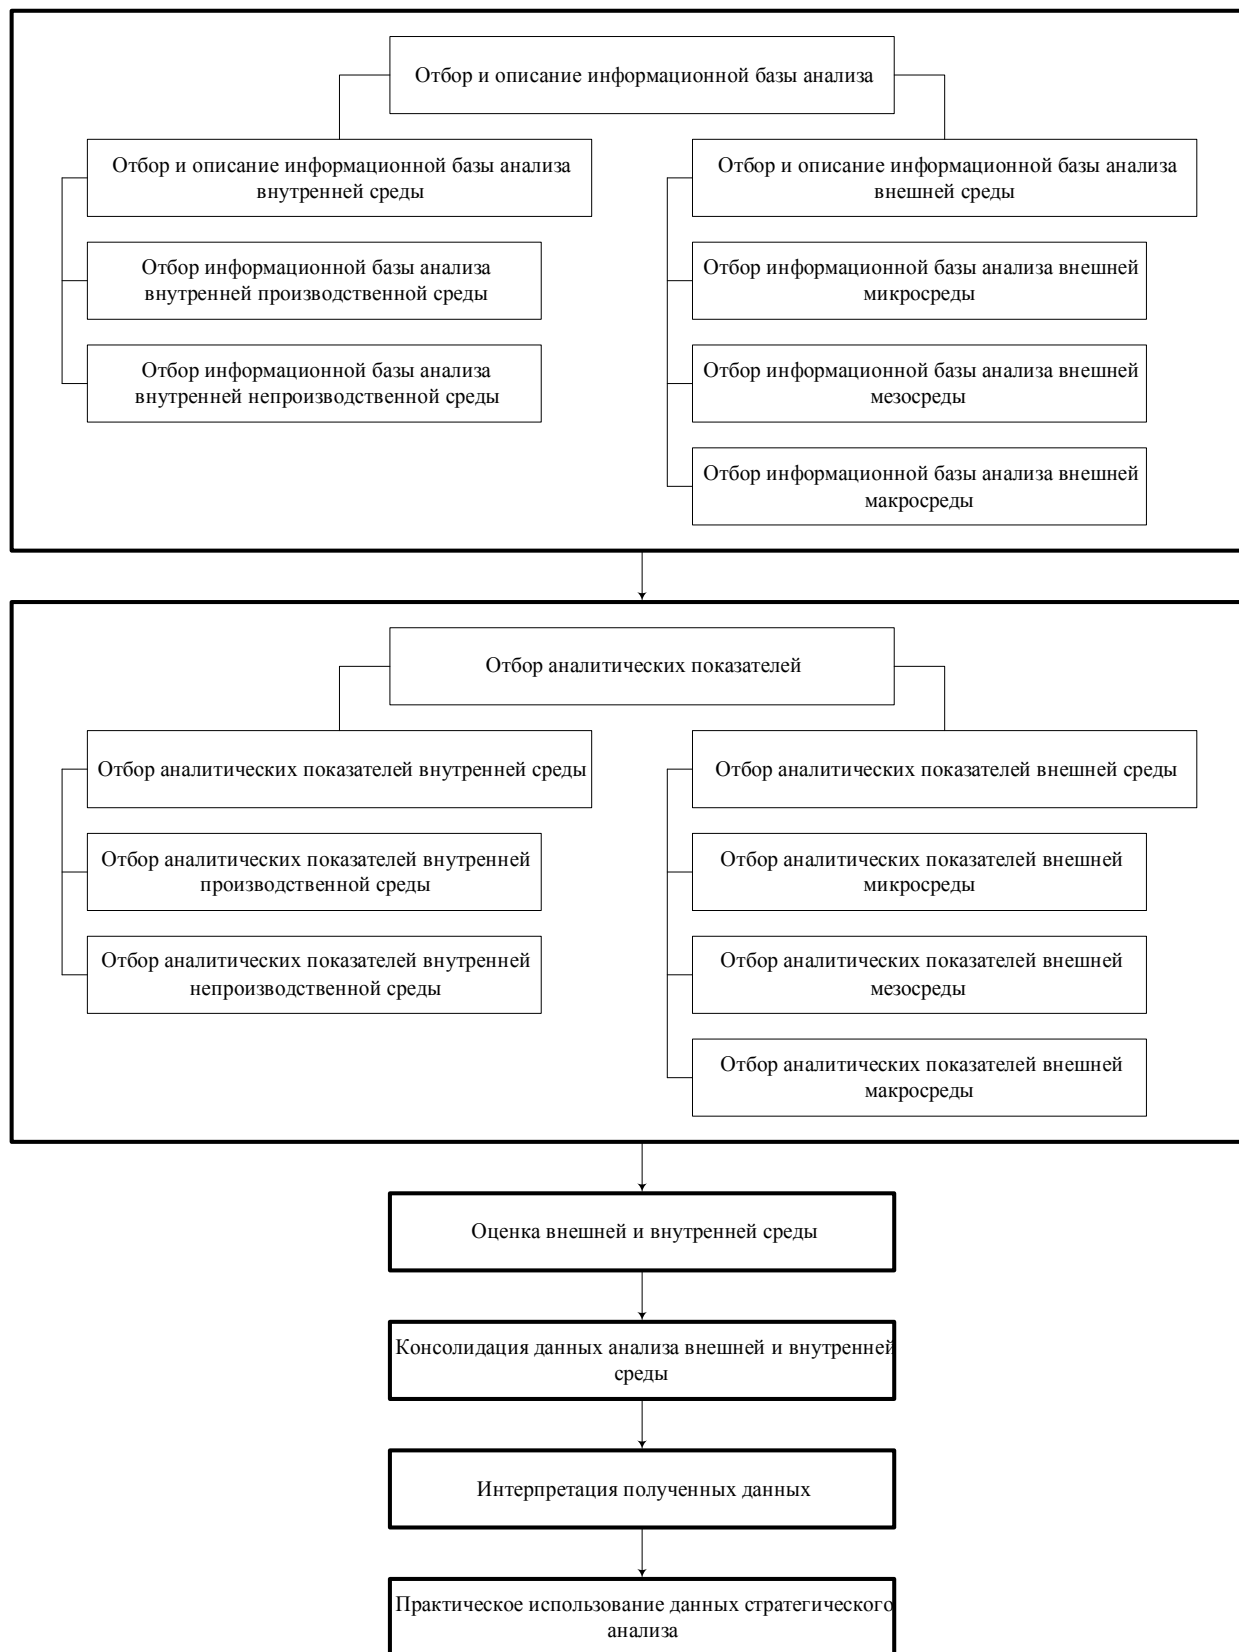 Отбор и описание информационной базы анализа
Отбор и описание информационной базы анализа
внутренней среды
Отбор информационной базы анализа
внутренней производственной среды
Отбор информационной базы анализа
внутренней непроизводственной среды
Отбор и описание информационной базы анализа
внешней среды
Отбор информационной базы анализа внешней
микросреды
Отбор информационной базы анализа внешней
мезосреды
Отбор информационной базы анализа внешней
макросреды
Отбор аналитических показателей
Отбор аналитических показателей внутренней среды
Отбор аналитических показателей внутренней
производственной среды
Отбор аналитических показателей внутренней
непроизводственной среды
Отбор аналитических показателей внешней среды
Отбор аналитических показателей внешней
микросреды
Отбор аналитических показателей внешней
мезосреды
Отбор аналитических показателей внешней
макросреды
Оценка внешней и внутренней среды
Консолидация данных анализа внешней и внутренней
среды
Интерпретация полученных данных
Практическое использование данных стратегического
анализа